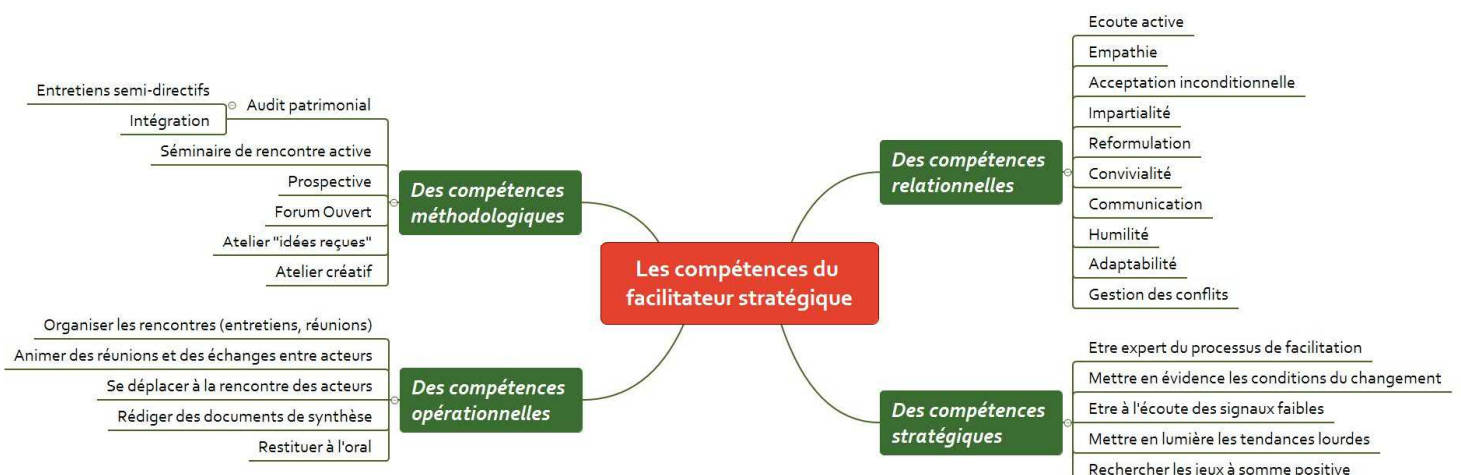 Les compétences du
facilitateur stratégique
Des compétences
méthodologiques
Audit patrimonial
Entretiens semi-directifs
Intégration
Séminaire de rencontre active
Prospective
Forum Ouvert
Atelier "idées reçues"
Atelier créatif
Des compétences
opérationnelles
Organiser les rencontres (entretiens, réunions)
Animer des réunions et des échanges entre acteurs
Se déplacer à la rencontre des acteurs
Rédiger des documents de synthèse
Restituer à l'oral
Des compétences
relationnelles
Ecoute active
Empathie
Acceptation inconditionnelle
Impartialité
Reformulation
Convivialité
Communication
Humilité
Adaptabilité
Gestion des conflits
Des compétences
stratégiques
Etre expert du processus de facilitation
Mettre en évidence les conditions du changement
Etre à l'écoute des signaux faibles
Mettre en lumière les tendances lourdes
Rechercher les jeux à somme positive